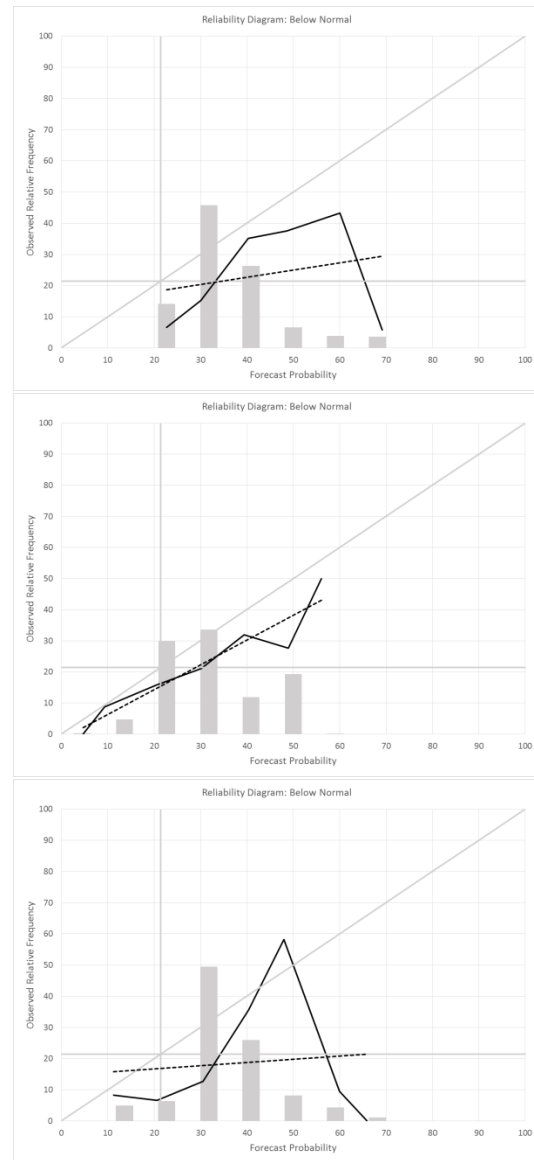 Reliability Diagram: Below Normal
100
90
80
70
60
50
40
30
20
10
0
Observed Relative Frequency
0 10 20 30 40 50 60 70 80 90 100
Forecast Probability
Reliability Diagram: Below Normal
100
90
80
70
60
50
40
30
20
10
0
Observed Relative Frequency
0 10 20 30 40 50 60 70 80 90 100
Forecast Probability
Reliability Diagram: Below Normal
100
90
80
70
60
50
40
30
20
10
0
Observed Relative Frequency
0 10 20 30 40 50 60 70 80 90 100
Forecast Probability